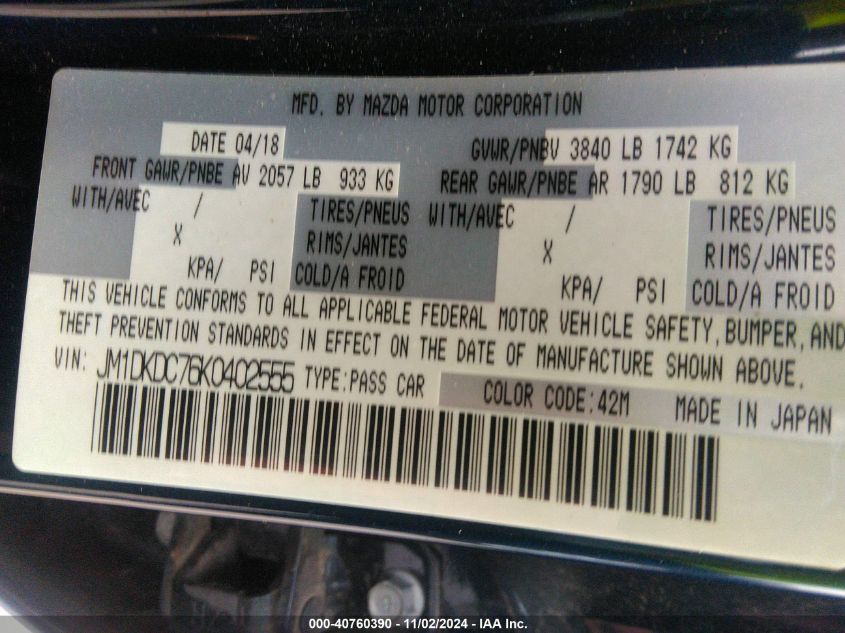 MFD. BY MAZDA MOTOR CORPORATION
DATE 04/18 GVWR/PNBV 3840 LB 1742 KG
FRONT GAWR/PNBE AV 2057 LB 933 KG REAR GAWR/PNBE AR 1790 LB 812 KG
WITH/AVEC / TIRES/PNEUS WITH/AVEC / TIRES/PNEUS
X RIMS/JANTES X RIMS/JANTES
KPA/ PSI COLD/A FROID KPA/ PSI COLD/A FROID
THIS VEHICLE CONFORMS TO ALL APPLICABLE FEDERAL MOTOR VEHICLE SAFETY, BUMPER, AND
THEFT PREVENTION STANDARDS IN EFFECT ON THE DATE OF MANUFACTURE SHOWN ABOVE.
VIN: JM1DKDC76K0402555 TYPE:PASS CAR COLOR CODE:42M MADE IN JAPAN
000-40760390 - 11/02/2024 - IAA Inc.